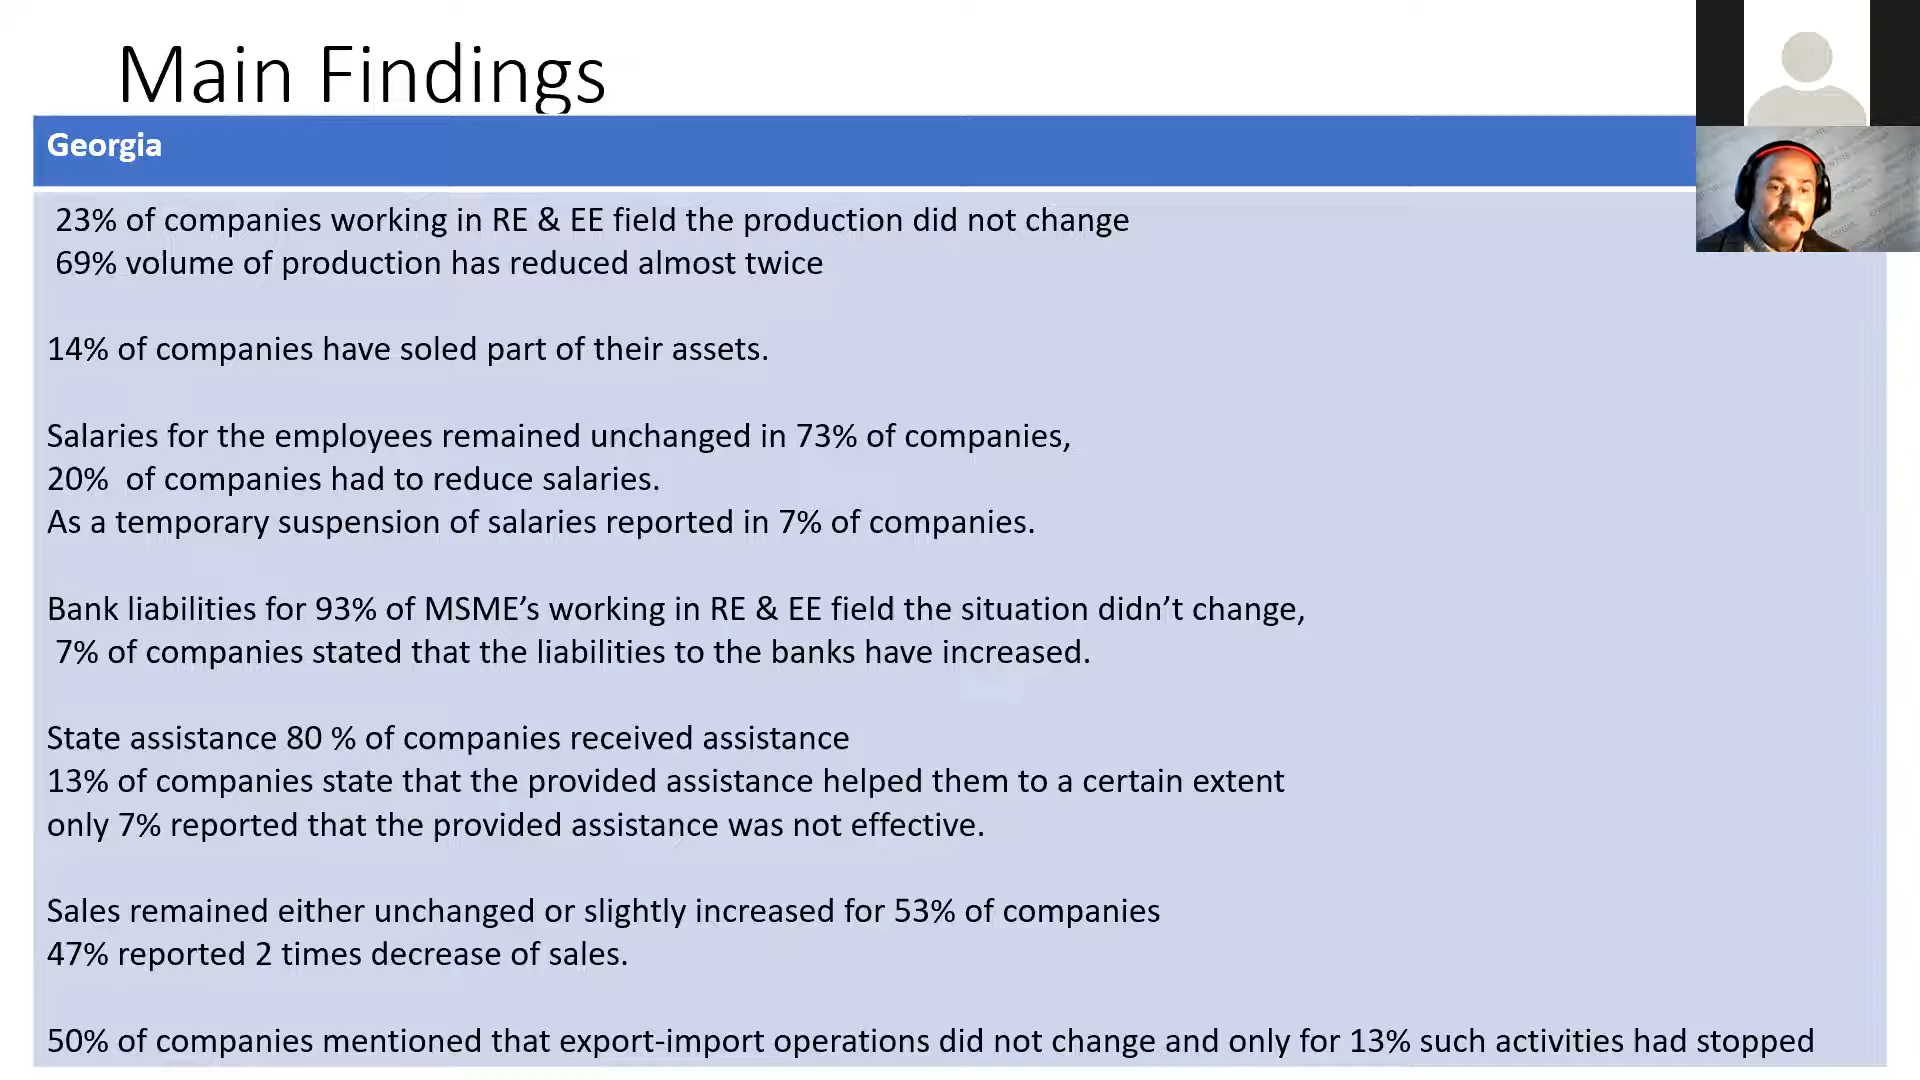 Main Findings
Georgia
23% of companies working in RE & EE field the production did not change
69% volume of production has reduced almost twice
14% of companies have soled part of their assets.
Salaries for the employees remained unchanged in 73% of companies,
20% of companies had to reduce salaries.
As a temporary suspension of salaries reported in 7% of companies.
Bank liabilities for 93% of MSME’s working in RE & EE field the situation didn’t change,
7% of companies stated that the liabilities to the banks have increased.
State assistance 80 % of companies received assistance
13% of companies state that the provided assistance helped them to a certain extent
only 7% reported that the provided assistance was not effective.
Sales remained either unchanged or slightly increased for 53% of companies
47% reported 2 times decrease of sales.
50% of companies mentioned that export-import operations did not change and only for 13% such activities had stopped